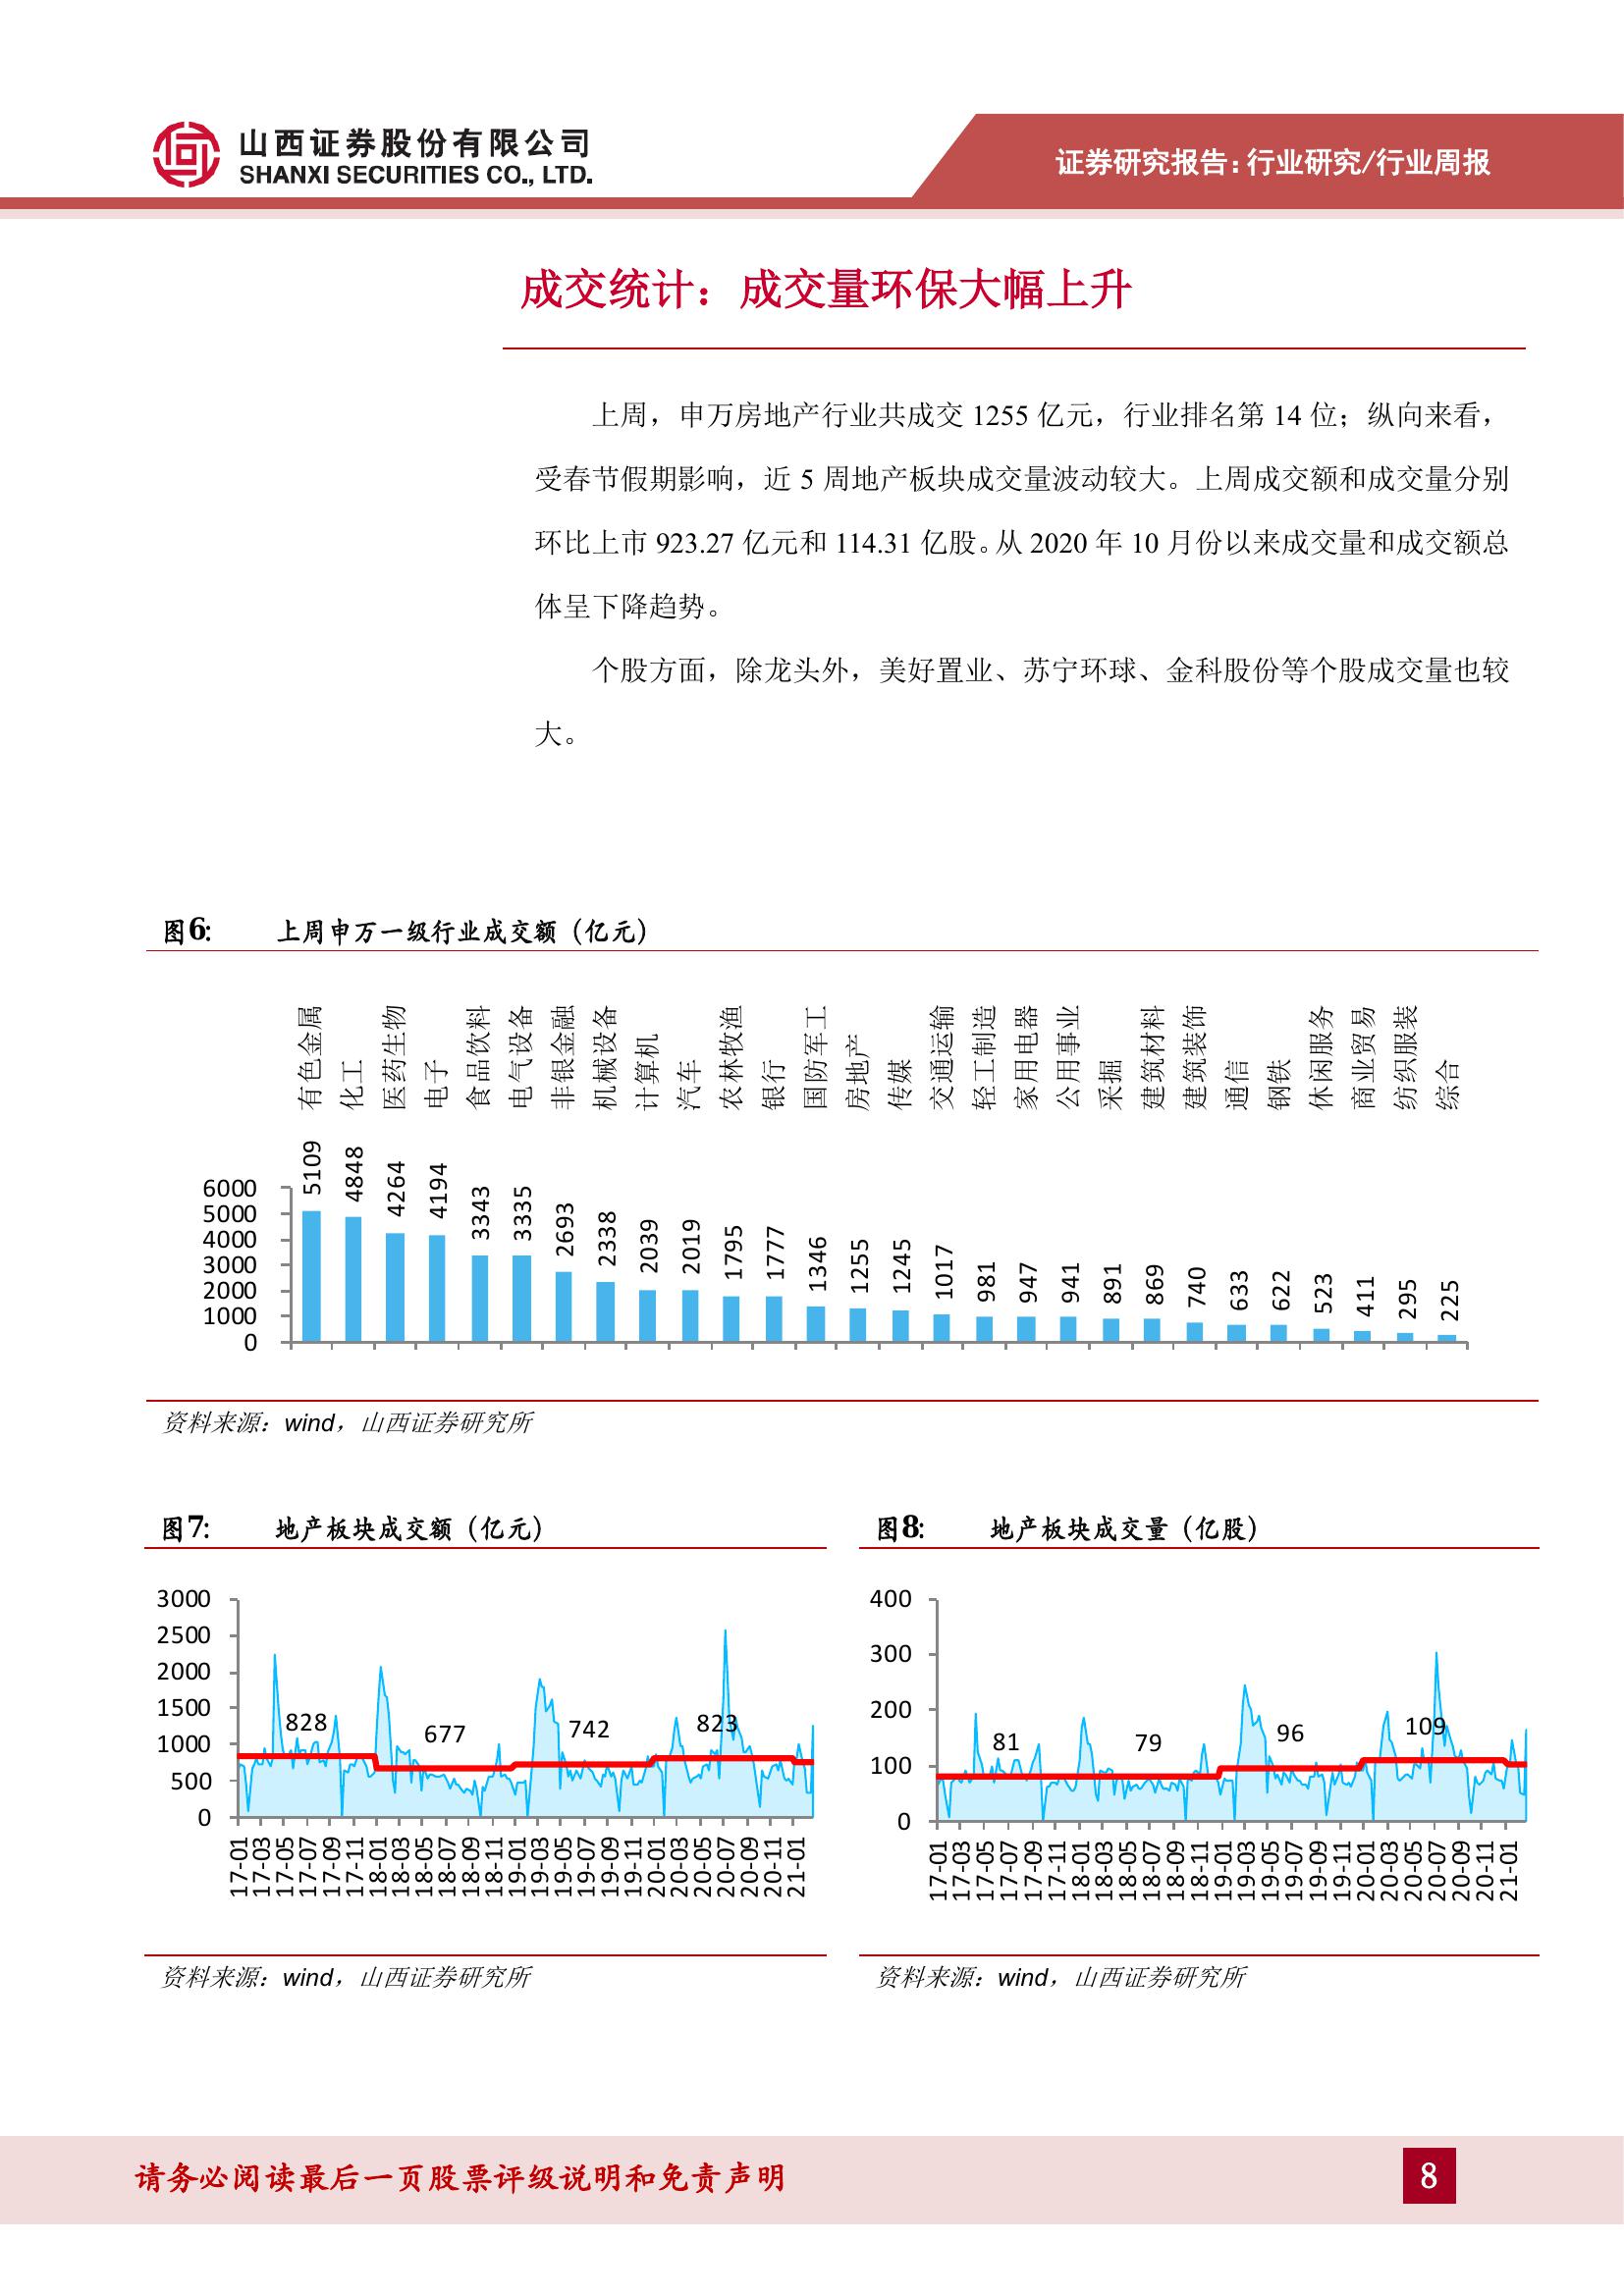 山西证券股份有限公司
SHANXI SECURITIES CO., LTD.
证券研究报告：行业研究/行业周报
成交统计：成交量环保大幅上升
上周，申万房地产行业共成交 1255 亿元，行业排名第 14 位；纵向来看，
受春节假期影响，近 5 周地产板块成交量波动较大。上周成交额和成交量分别
环比上市 923.27 亿元和 114.31 亿股。从 2020 年 10 月份以来成交量和成交额总
体呈下降趋势。
个股方面，除龙头外，美好置业、苏宁环球、金科股份等个股成交量也较
大。
图6: 上周申万一级行业成交额（亿元）
有色金属 化工 医药生物 电子 食品饮料 电气设备 非银金融 机械设备 计算机 汽车 农林牧渔 银行 国防军工 房地产 传媒 交通运输 轻工制造 家用电器 公用事业 采掘 建筑材料 建筑装饰 通信 钢铁 休闲服务 商业贸易 纺织服装 综合
5109 4848 4264 4194 3343 3335 2693 2338 2039 2019 1795 1777 1346 1255 1245 1017 981 947 941 891 869 740 633 622 523 411 295 225
6000
5000
4000
3000
2000
1000
0
资料来源：wind，山西证券研究所
图7: 地产板块成交额（亿元）
3000
2500
2000
1500
1000
500
0
828 677 742 823
17-01 17-03 17-05 17-07 17-09 17-11 18-01 18-03 18-05 18-07 18-09 18-11 19-01 19-03 19-05 19-07 19-09 19-11 20-01 20-03 20-05 20-07 20-09 20-11 21-01
资料来源：wind，山西证券研究所
图8: 地产板块成交量（亿股）
400
300
200
100
0
81 79 96 109
17-01 17-03 17-05 17-07 17-09 17-11 18-01 18-03 18-05 18-07 18-09 18-11 19-01 19-03 19-05 19-07 19-09 19-11 20-01 20-03 20-05 20-07 20-09 20-11 21-01
资料来源：wind，山西证券研究所
请务必阅读最后一页股票评级说明和免责声明
8